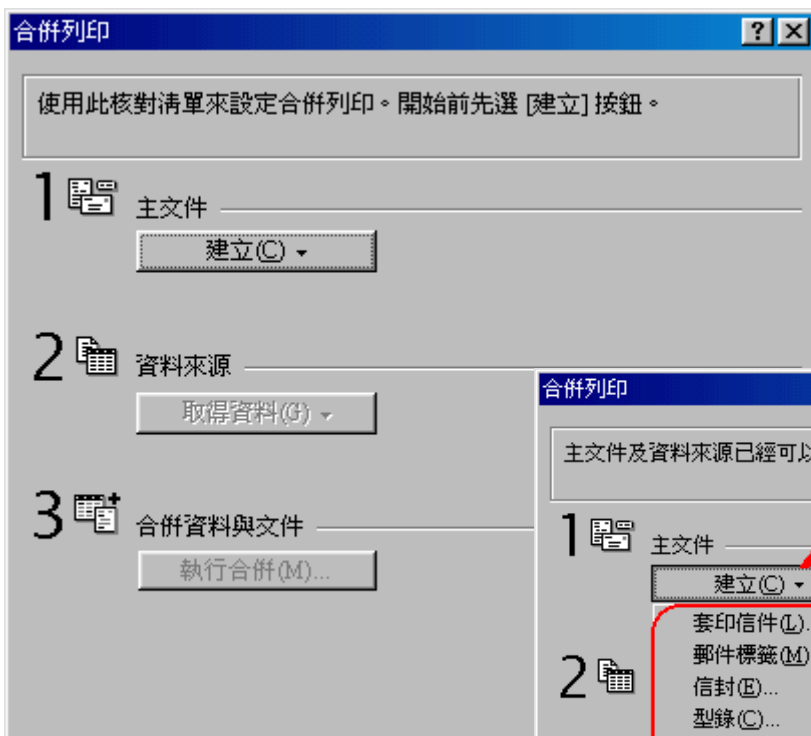 合併列印
使用此核對清單來設定合併列印。開始前先選 [建立] 按鈕。
1 主文件
建立(C)
2 資料來源
取得資料(G)
3 合併資料與文件
執行合併(M)...
合併列印
主文件及資料來源已經可以
1 主文件
建立(C)
套印信件(L)..
郵件標籤(M)
2
信封(E)...
型錄(C)...